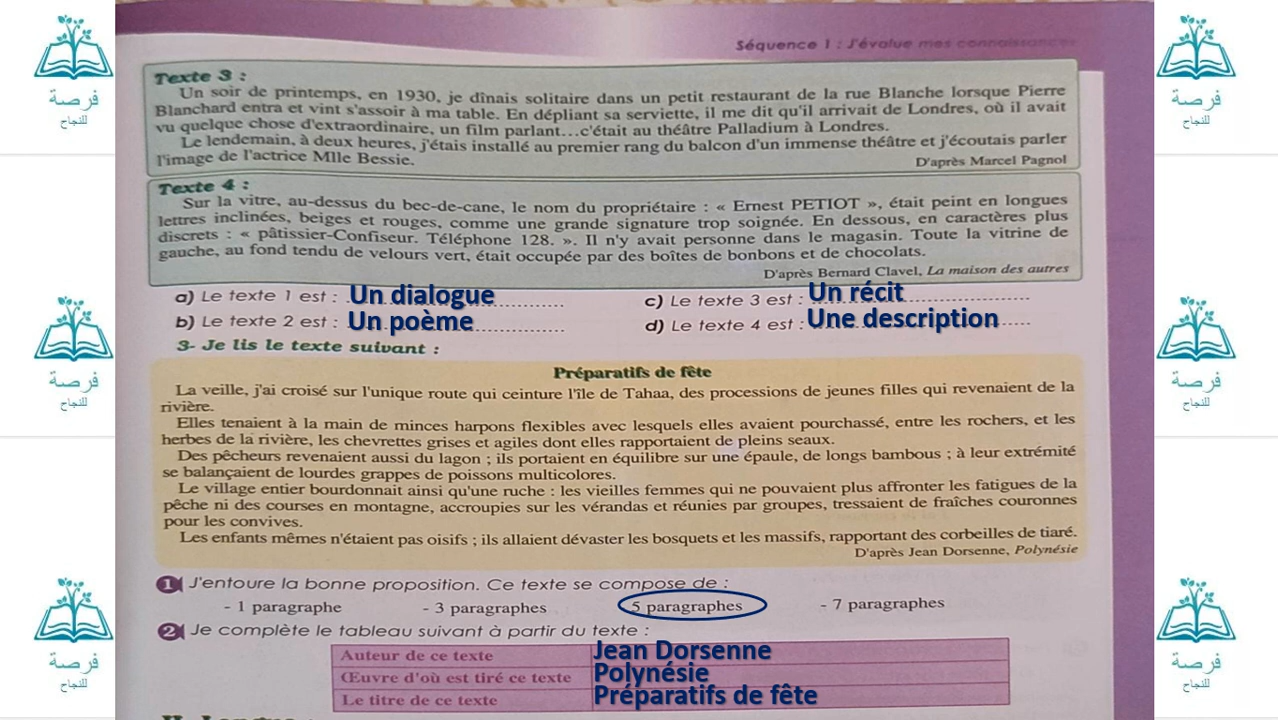 Séquence 1 : J'évalue mes connaissances
Texte 3 :
Un soir de printemps, en 1930, je dînais solitaire dans un petit restaurant de la rue Blanche lorsque Pierre
Blanchard entra et vint s'assoir à ma table. En dépliant sa serviette, il me dit qu'il arrivait de Londres, où il avait
vu quelque chose d'extraordinaire, un film parlant...c'était au théâtre Palladium à Londres.
Le lendemain, à deux heures, j'étais installé au premier rang du balcon d'un immense théâtre et j'écoutais parler
l'image de l'actrice Mlle Bessie.
D'après Marcel Pagnol
Texte 4 :
Sur la vitre, au-dessus du bec-de-cane, le nom du propriétaire : « Ernest PETIOT », était peint en longues
lettres inclinées, beiges et rouges, comme une grande signature trop soignée. En dessous, en caractères plus
discrets : « pâtissier-Confiseur. Téléphone 128. ». Il n'y avait personne dans le magasin. Toute la vitrine de
gauche, au fond tendu de velours vert, était occupée par des boîtes de bonbons et de chocolats.
D'après Bernard Clavel, La maison des autres
a) Le texte 1 est : Un dialogue
c) Le texte 3 est : Un récit
b) Le texte 2 est : Un poème
d) Le texte 4 est : Une description
3- Je lis le texte suivant :
Préparatifs de fête
La veille, j'ai croisé sur l'unique route qui ceinture l'île de Tahaa, des processions de jeunes filles qui revenaient de la
rivière.
Elles tenaient à la main de minces harpons flexibles avec lesquels elles avaient pourchassé, entre les rochers, et les
herbes de la rivière, les chevrettes grises et agiles dont elles rapportaient de pleins seaux.
Des pêcheurs revenaient aussi du lagon ; ils portaient en équilibre sur une épaule, de longs bambous ; à leur extrémité
se balançaient de lourdes grappes de poissons multicolores.
Le village entier bourdonnait ainsi qu'une ruche : les vieilles femmes qui ne pouvaient plus affronter les fatigues de la
pêche ni des courses en montagne, accroupies sur les vérandas et réunies par groupes, tressaient de fraîches couronnes
pour les convives.
Les enfants mêmes n'étaient pas oisifs ; ils allaient dévaster les bosquets et les massifs, rapportant des corbeilles de tiaré.
D'après Jean Dorsenne, Polynésie
1 J'entoure la bonne proposition. Ce texte se compose de :
- 1 paragraphe - 3 paragraphes 5 paragraphes - 7 paragraphes
2 Je complète le tableau suivant à partir du texte :
Auteur de ce texte Jean Dorsenne
Œuvre d'où est tiré ce texte Polynésie
Le titre de ce texte Préparatifs de fête
فرصة
للنجاح
فرصة
للنجاح
فرصة
للنجاح
فرصة
للنجاح
فرصة
للنجاح
فرصة
للنجاح